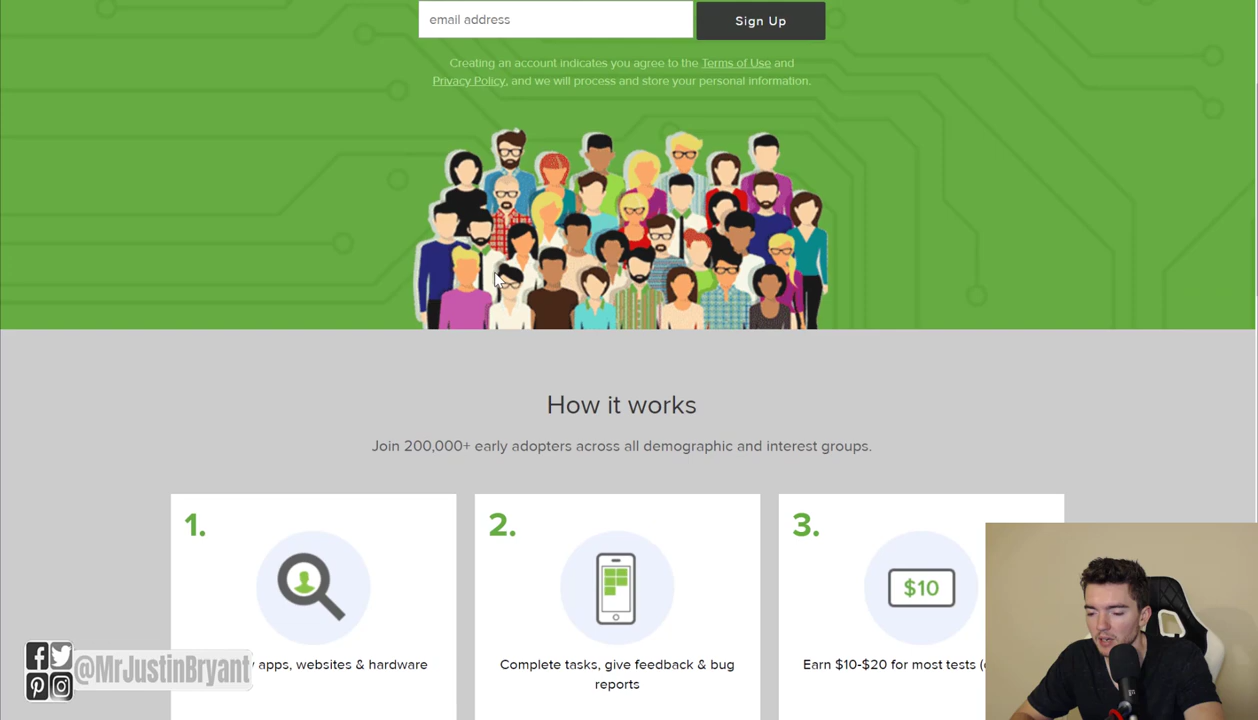 email address
Sign Up
Creating an account indicates you agree to the Terms of Use and
Privacy Policy, and we will process and store your personal information.
How it works
Join 200,000+ early adopters across all demographic and interest groups.
1.
2.
3.
$10
apps, websites & hardware
Complete tasks, give feedback & bug
reports
Earn $10-$20 for most tests (
@MrJustinBryant